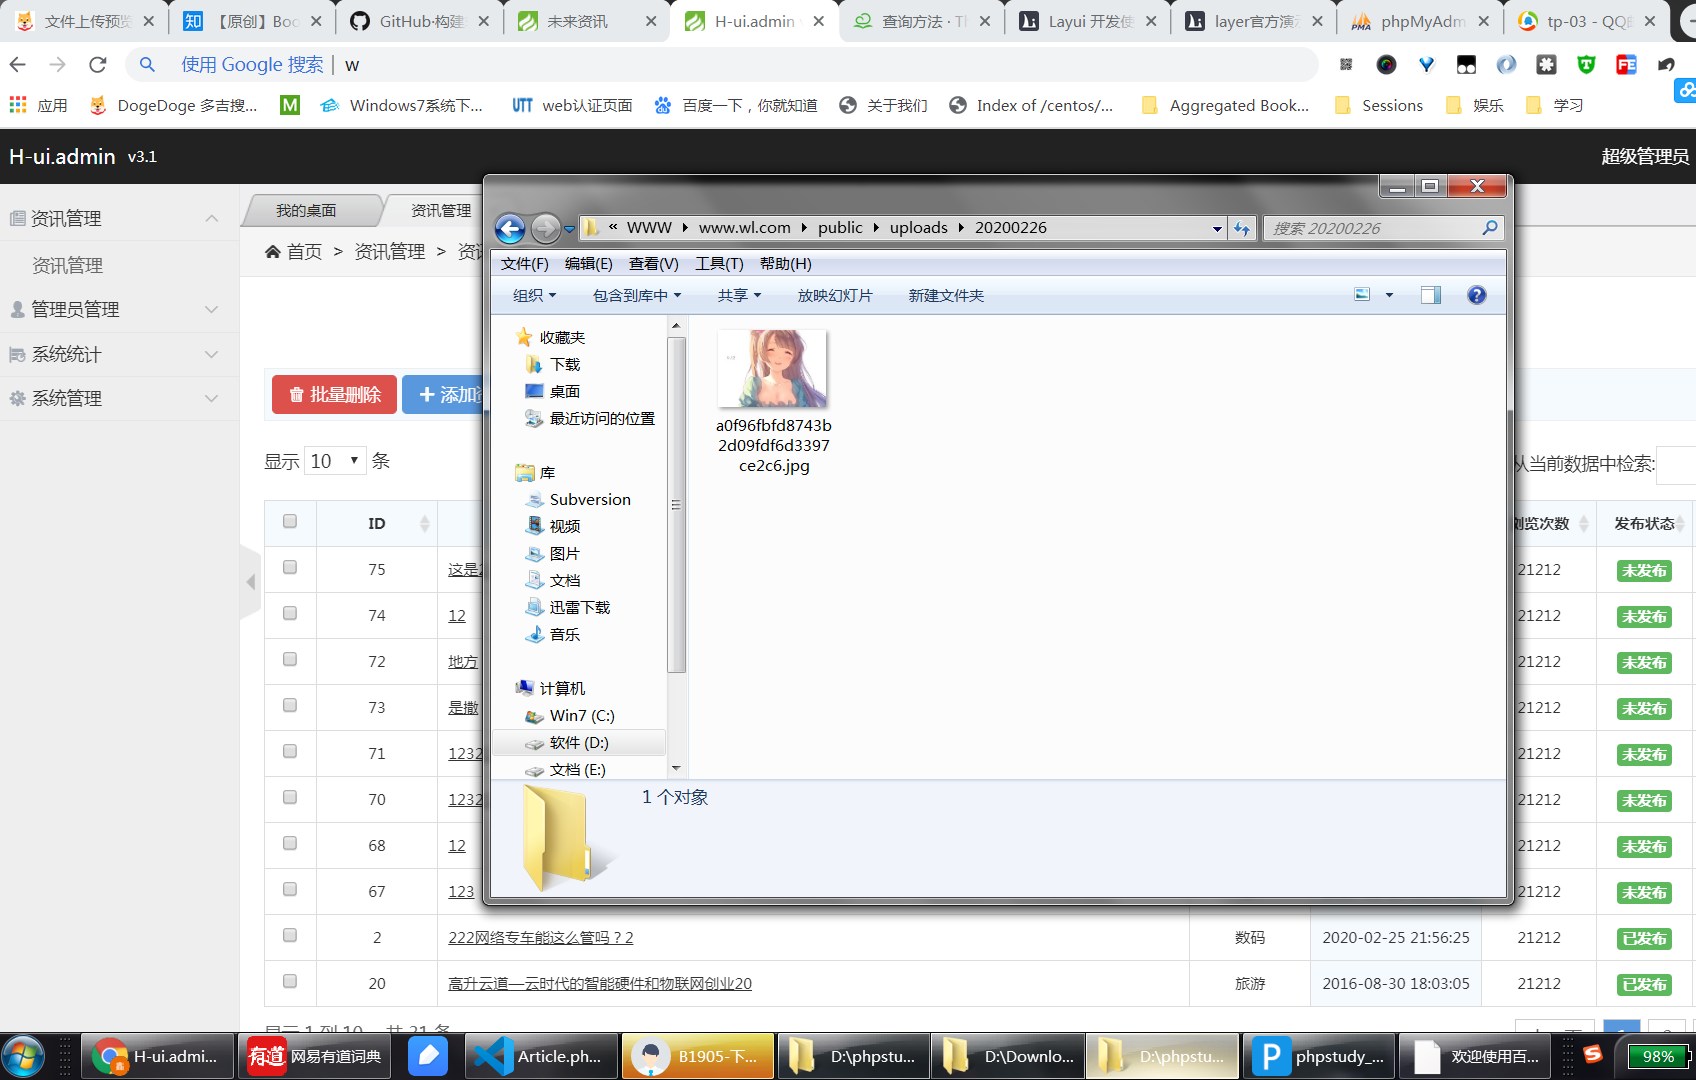 文件上传预览
【原创】Boo
GitHub·构建
未来资讯
H-ui.admin
查询方法 · Th
Layui 开发使
layer官方演示
phpMyAdm
tp-03 - QQ
使用 Google 搜索 | w
应用
DogeDoge 多吉搜...
Windows7系统下...
web认证页面
百度一下，你就知道
关于我们
Index of /centos/...
Aggregated Book...
Sessions
娱乐
学习
H-ui.admin v3.1
超级管理员
资讯管理
资讯管理
管理员管理
系统统计
系统管理
我的桌面
资讯管理
首页 > 资讯管理 > 资讯
批量删除
添加资
显示 10 条
从当前数据中检索:
ID
浏览次数
发布状态
75 这是 21212 未发布
74 12 21212 未发布
72 地方 21212 未发布
73 是撒 21212 未发布
71 1232 21212 未发布
70 1232 21212 未发布
68 12 21212 未发布
67 123 21212 未发布
2 222网络专车能这么管吗？2 数码 2020-02-25 21:56:25 21212 已发布
20 高升云道—云时代的智能硬件和物联网创业20 旅游 2016-08-30 18:03:05 21212 已发布
显示 1 到 10 ，共 31 条
« WWW ▸ www.wl.com ▸ public ▸ uploads ▸ 20200226
搜索 20200226
文件(F) 编辑(E) 查看(V) 工具(T) 帮助(H)
组织 包含到库中 共享 放映幻灯片 新建文件夹
收藏夹
下载
桌面
最近访问的位置
库
Subversion
视频
图片
文档
迅雷下载
音乐
计算机
Win7 (C:)
软件 (D:)
文档 (E:)
a0f96fbfd8743b
2d09fdf6d3397
ce2c6.jpg
1 个对象
H-ui.admi...
网易有道词典
Article.ph...
B1905-下...
D:\phpstu...
D:\Downlo...
D:\phpstu...
phpstudy_...
欢迎使用百...
98%